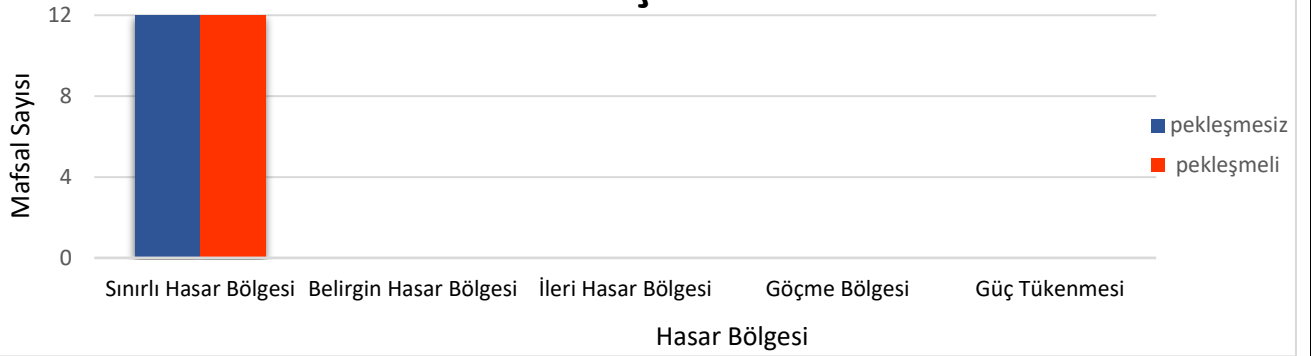 12
8
4
0
Mafsal Sayısı
pekleşmesiz
pekleşmeli
Sınırlı Hasar Bölgesi Belirgin Hasar Bölgesi İleri Hasar Bölgesi Göçme Bölgesi Güç Tükenmesi
Hasar Bölgesi